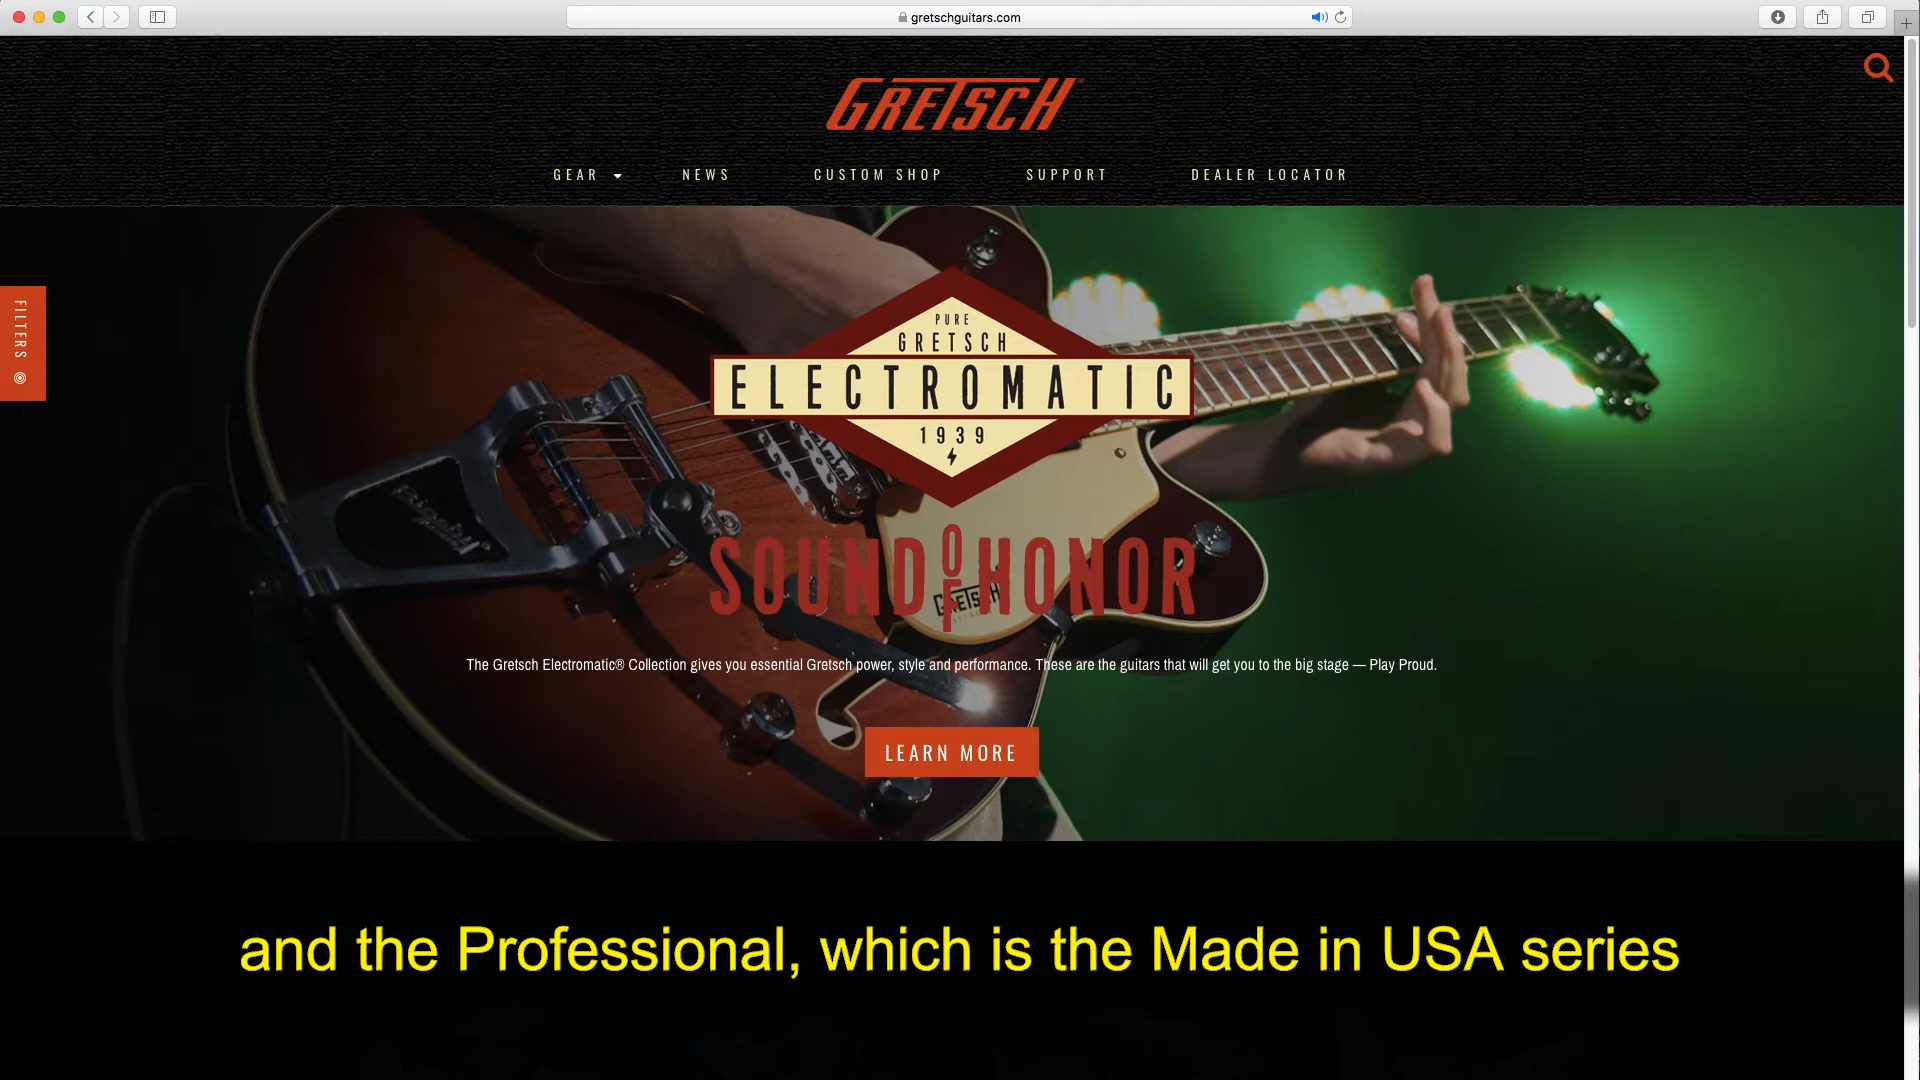 gretschguitars.com
GRETSCH
GEAR
NEWS
CUSTOM SHOP
SUPPORT
DEALER LOCATOR
FILTERS
PURE
GRETSCH
ELECTROMATIC
1939
SOUND OF HONOR
GRETSCH
The Gretsch Electromatic® Collection gives you essential Gretsch power, style and performance. These are the guitars that will get you to the big stage — Play Proud.
LEARN MORE
and the Professional, which is the Made in USA series